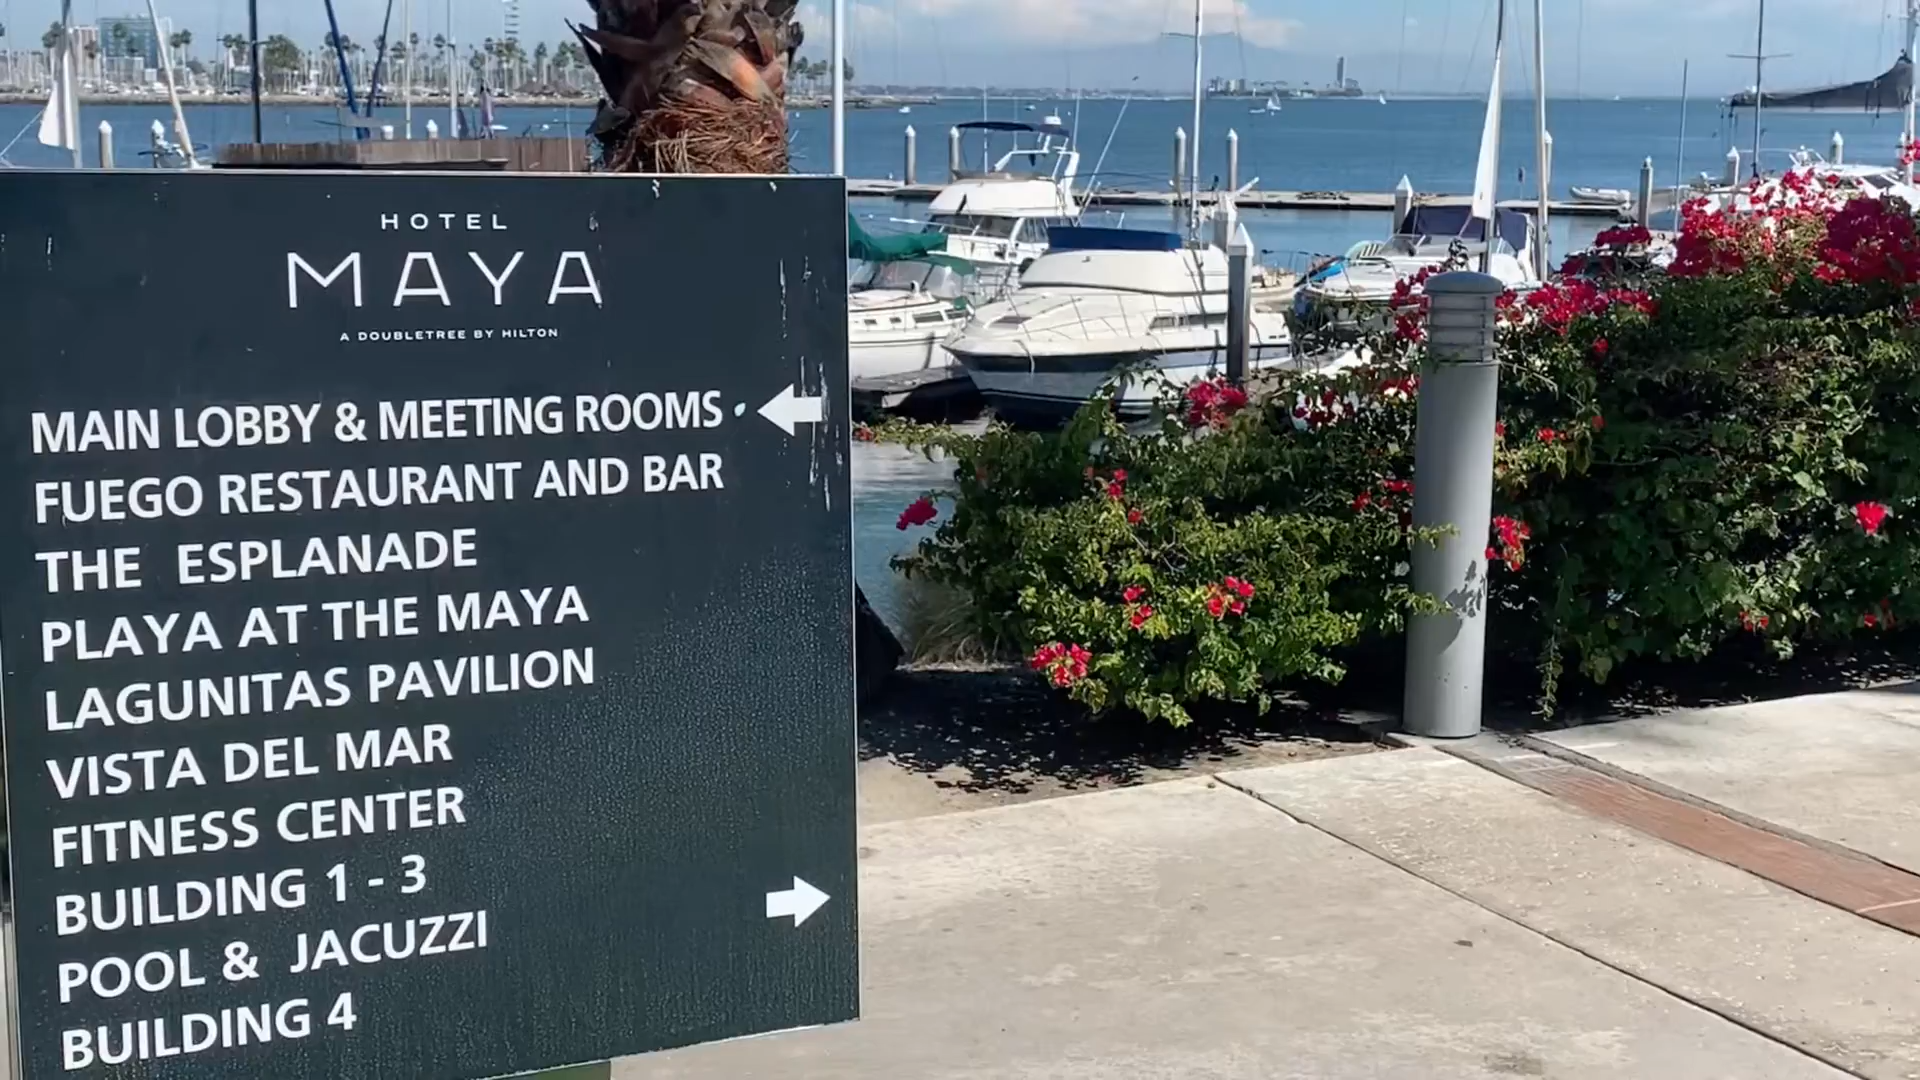 HOTEL
MAYA
A DOUBLETREE BY HILTON
MAIN LOBBY & MEETING ROOMS
FUEGO RESTAURANT AND BAR
THE ESPLANADE
PLAYA AT THE MAYA
LAGUNITAS PAVILION
VISTA DEL MAR
FITNESS CENTER
BUILDING 1 - 3
POOL & JACUZZI
BUILDING 4